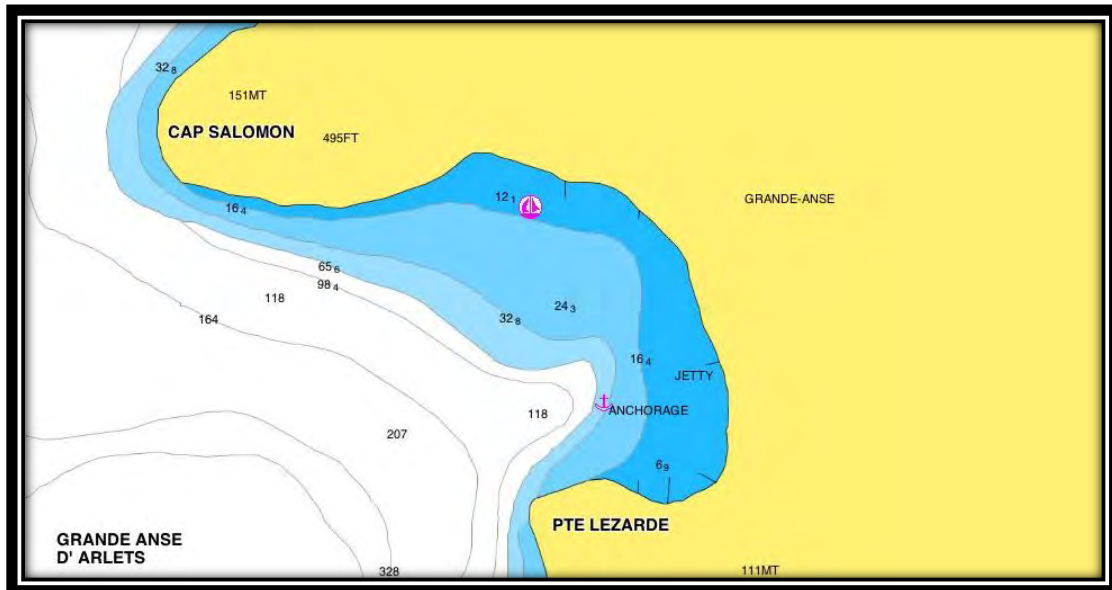 32₈
151MT
CAP SALOMON
495FT
12₁
GRANDE-ANSE
16₄
65₆
98₄
118
24₃
164
32₈
16₄
JETTY
ANCHORAGE
118
207
6₉
PTE LEZARDE
GRANDE ANSE
D' ARLETS
328
111MT